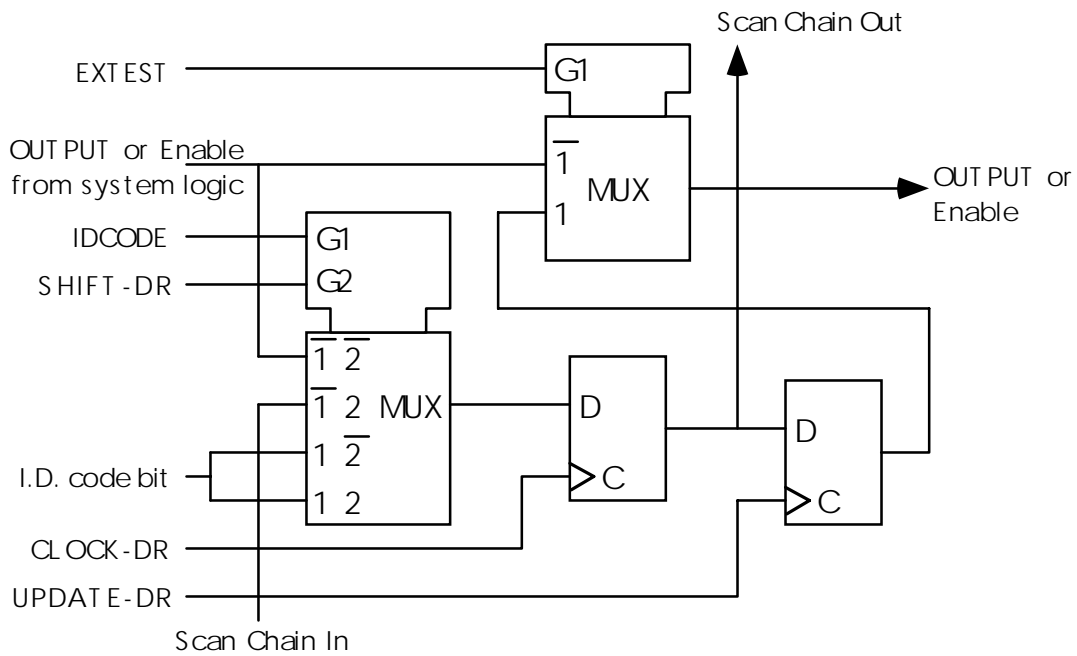 Scan Chain Out
EXTEST
G1
OUTPUT or Enable
from system logic
1
MUX
1
OUTPUT or
Enable
IDCODE
G1
SHIFT-DR
G2
1 2
1 2
MUX
1 2
1 2
D
C
D
C
I.D. code bit
CLOCK-DR
UPDATE-DR
Scan Chain In